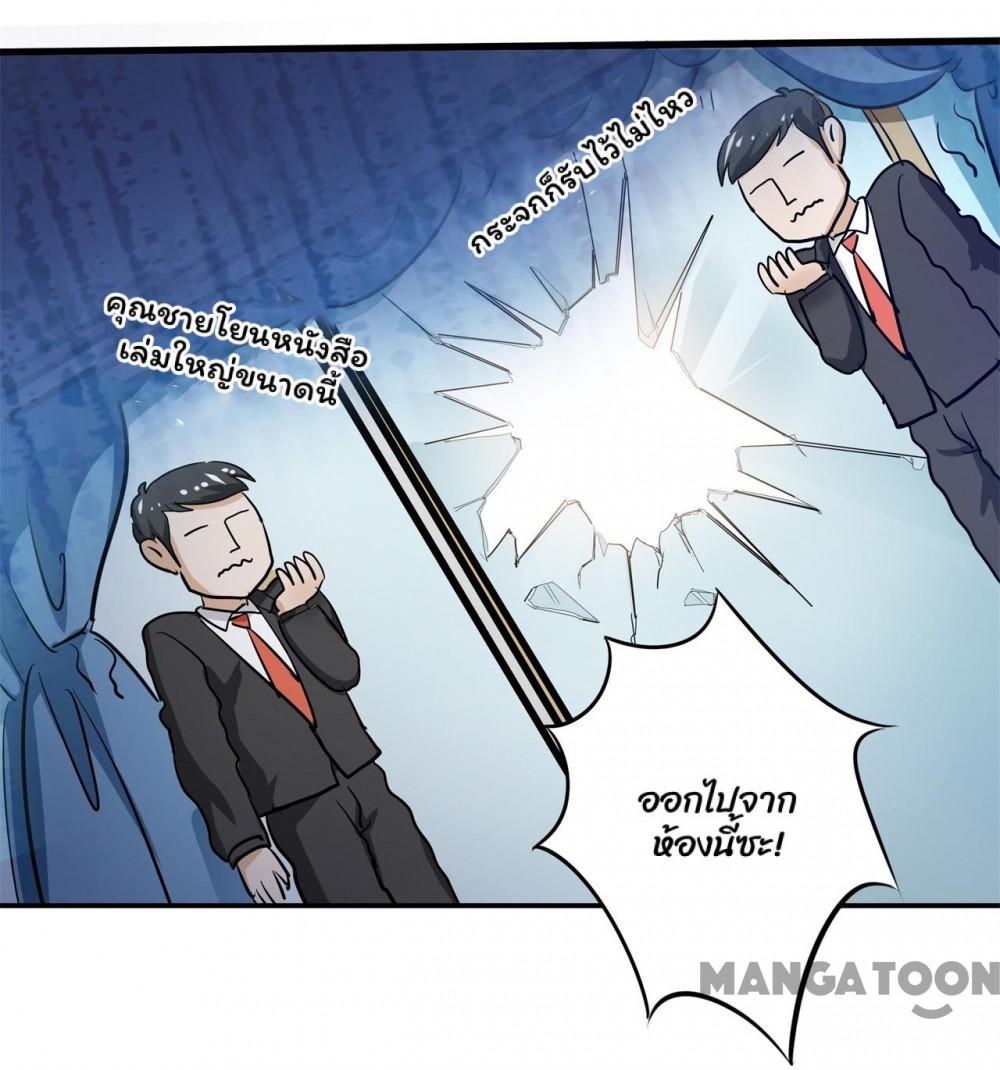 กระจกก็รับไว้ไม่ไหว
คุณชายโยนหนังสือ
เล่มใหญ่ขนาดนี้
ออกไปจาก
ห้องนี้ซะ!
MANGATOON